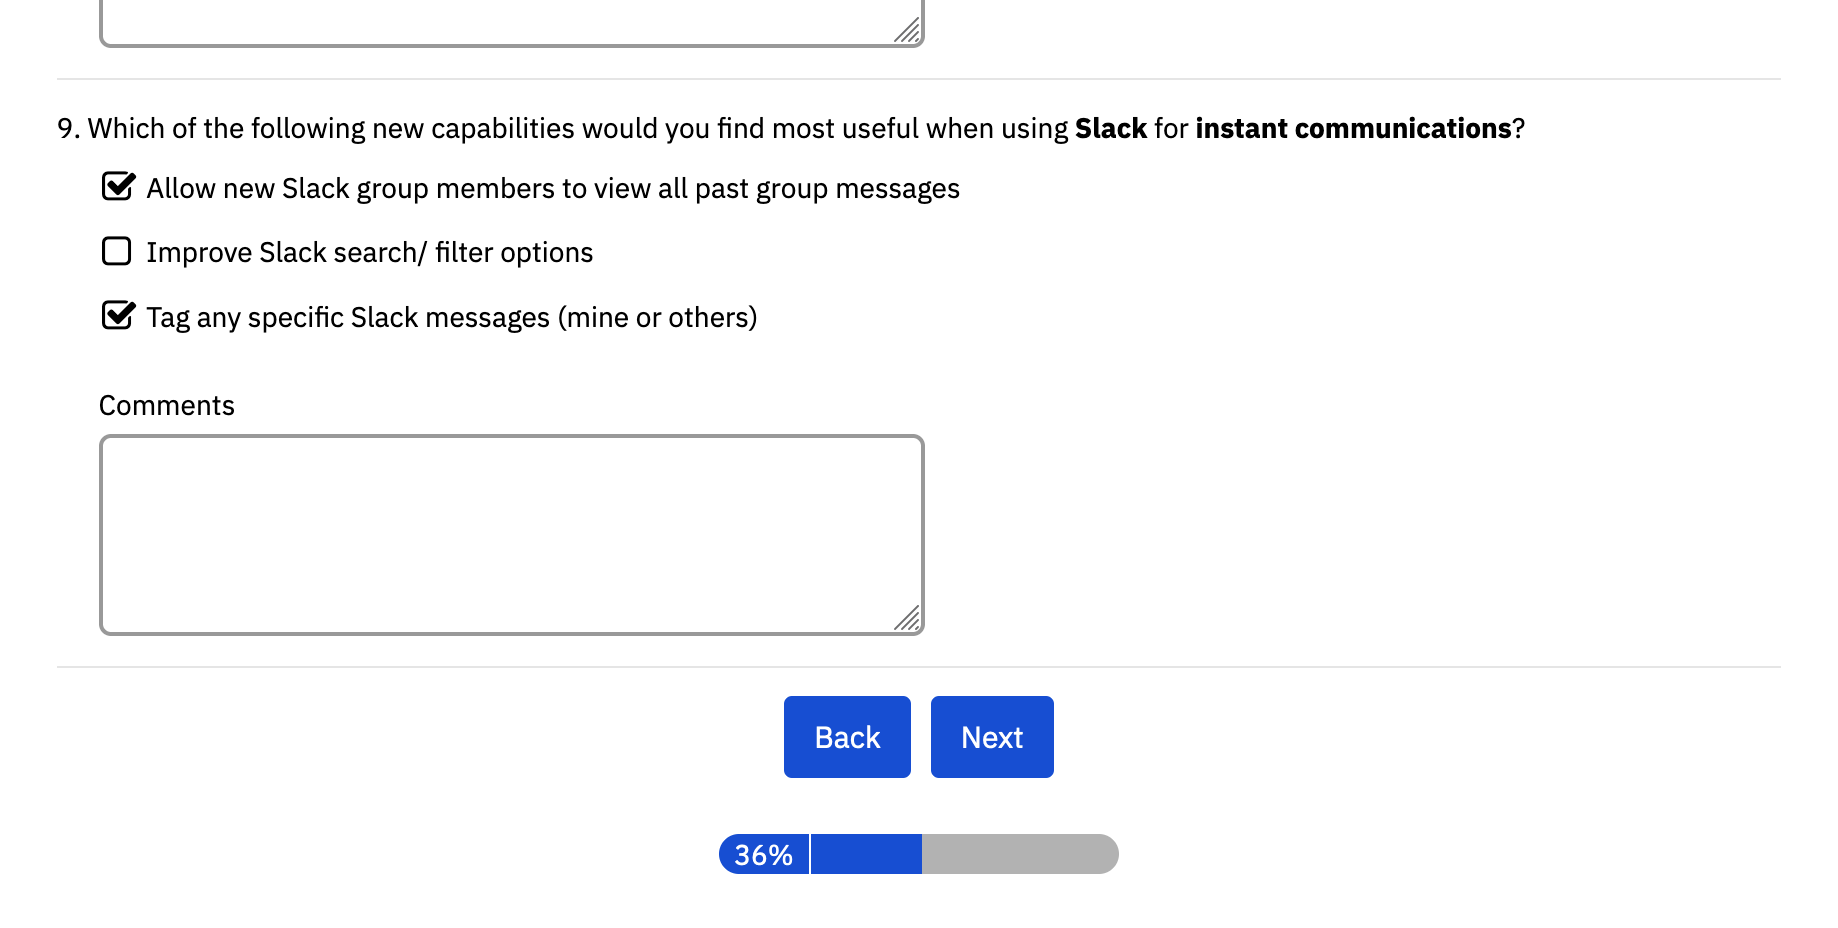 9. Which of the following new capabilities would you find most useful when using Slack for instant communications?
Allow new Slack group members to view all past group messages
Improve Slack search/ filter options
Tag any specific Slack messages (mine or others)
Comments
Back Next
36%